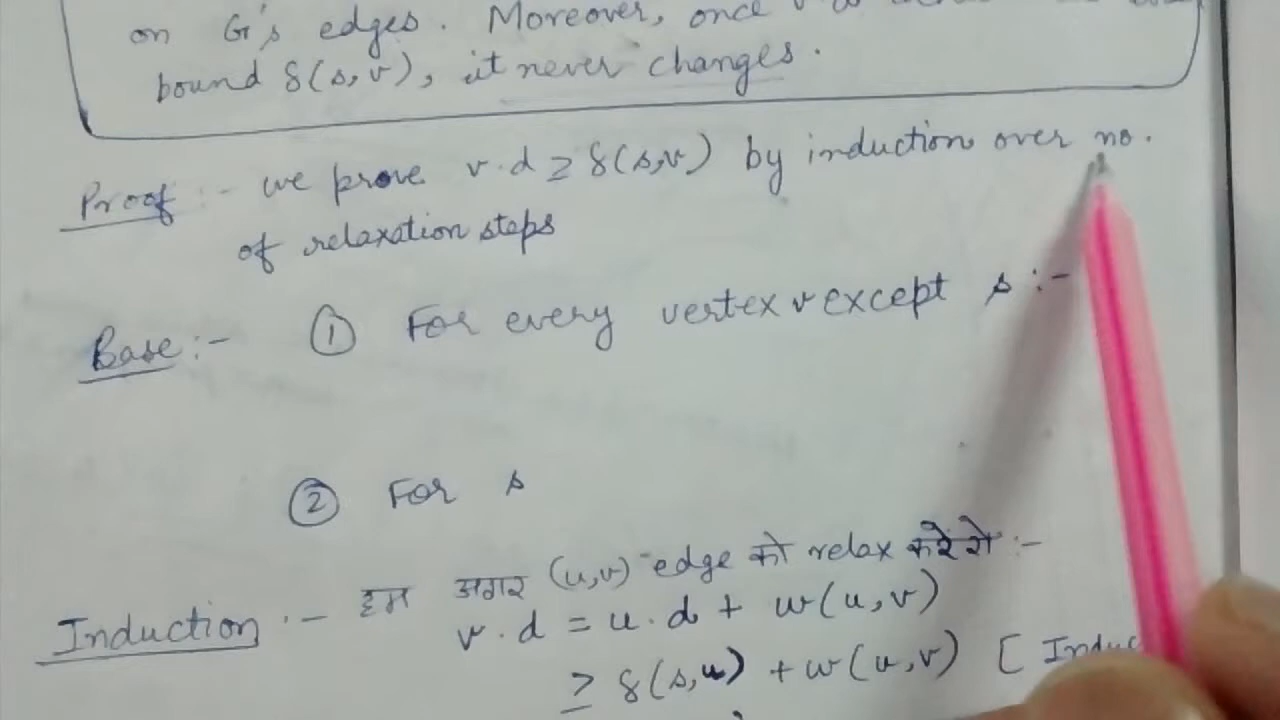 on G's edges. Moreover, once v
bound δ(s,v), it never changes.
Proof :- we prove v.d ≥ δ(s,v) by induction over no.
of relaxation steps
Base :- ① For every vertex v except s :-
② For s
Induction :- हम अगर (u,v) edge को relax करेंगे :-
v.d = u.d + w(u,v)
≥ δ(s,u) + w(u,v) [ Induc